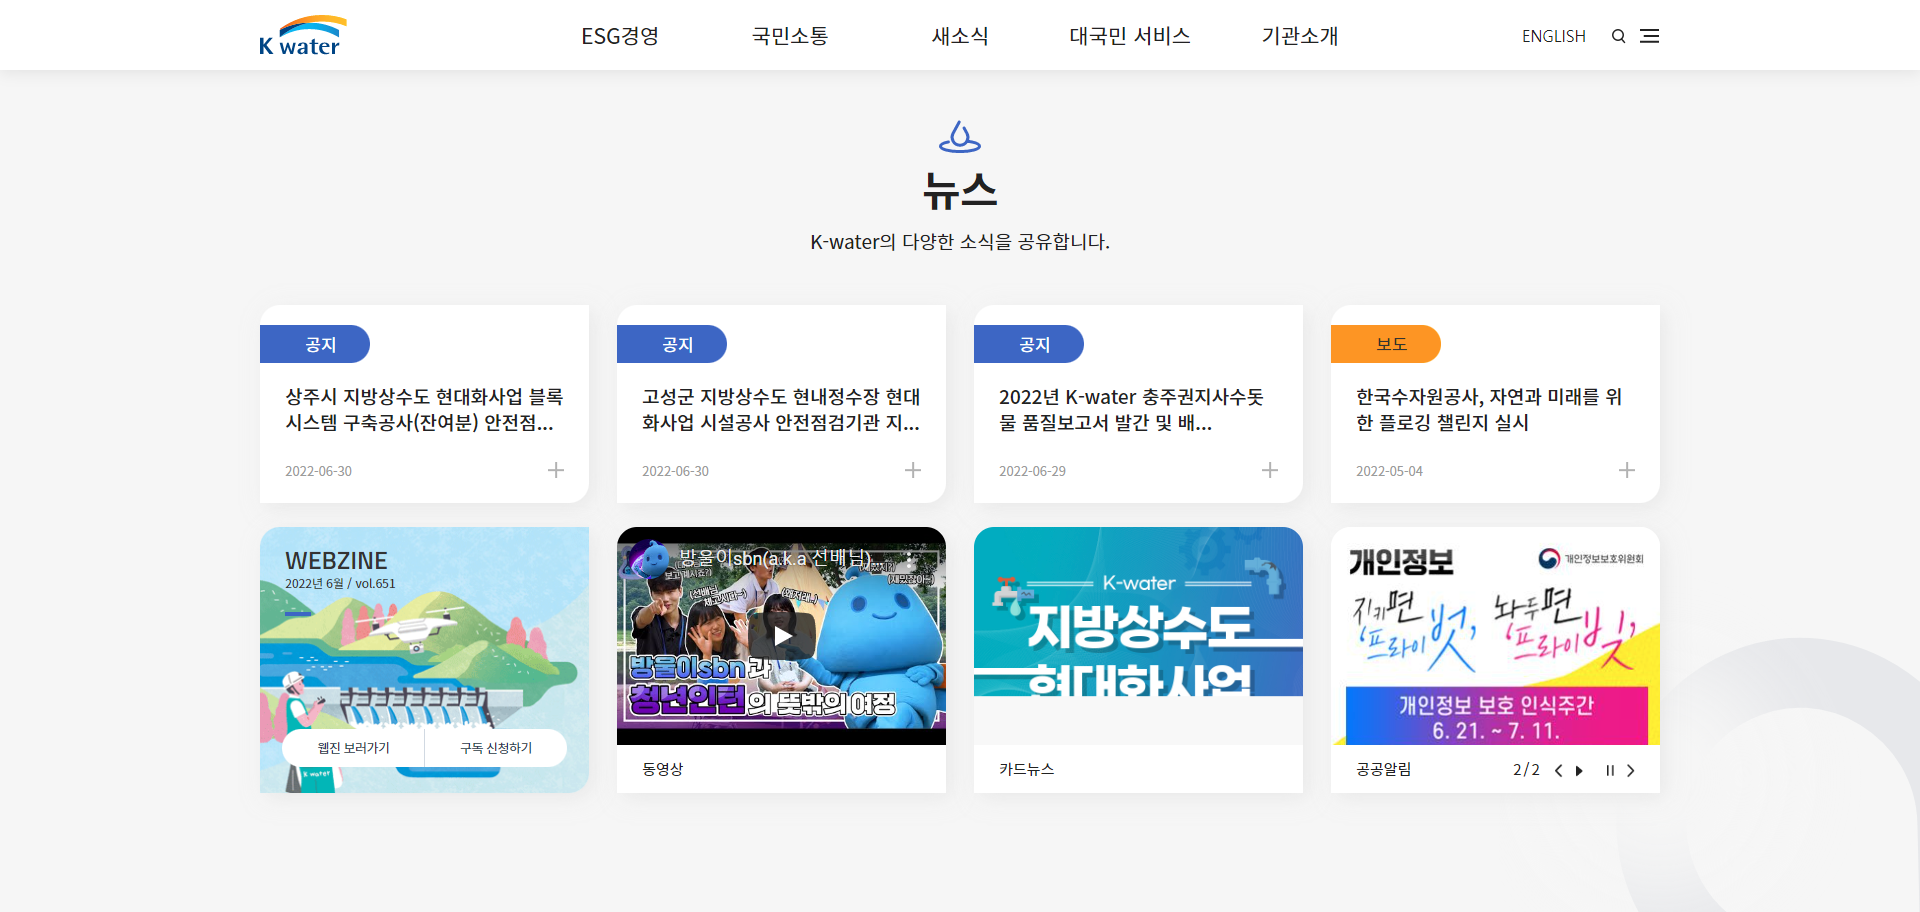 K water
ESG경영
국민소통
새소식
대국민 서비스
기관소개
ENGLISH
뉴스
K-water의 다양한 소식을 공유합니다.
공지
상주시 지방상수도 현대화사업 블록
시스템 구축공사(잔여분) 안전점...
2022-06-30
공지
고성군 지방상수도 현내정수장 현대
화사업 시설공사 안전점검기관 지...
2022-06-30
공지
2022년 K-water 충주권지사수돗
물 품질보고서 발간 및 배...
2022-06-29
보도
한국수자원공사, 자연과 미래를 위
한 플로깅 챌린지 실시
2022-05-04
WEBZINE
2022년 6월 / vol.651
K water
웹진 보러가기
구독 신청하기
방울이sbn(a.k.a 선배님)
방울이sbn과
청년인턴의 뜻밖의 여정
동영상
K-water
지방상수도
현대화사업
카드뉴스
개인정보
개인정보보호위원회
지키면
'프라이벗,
놔두면
'프라이빚,
개인정보 보호 인식주간
6. 21. ~ 7. 11.
공공알림
2/2